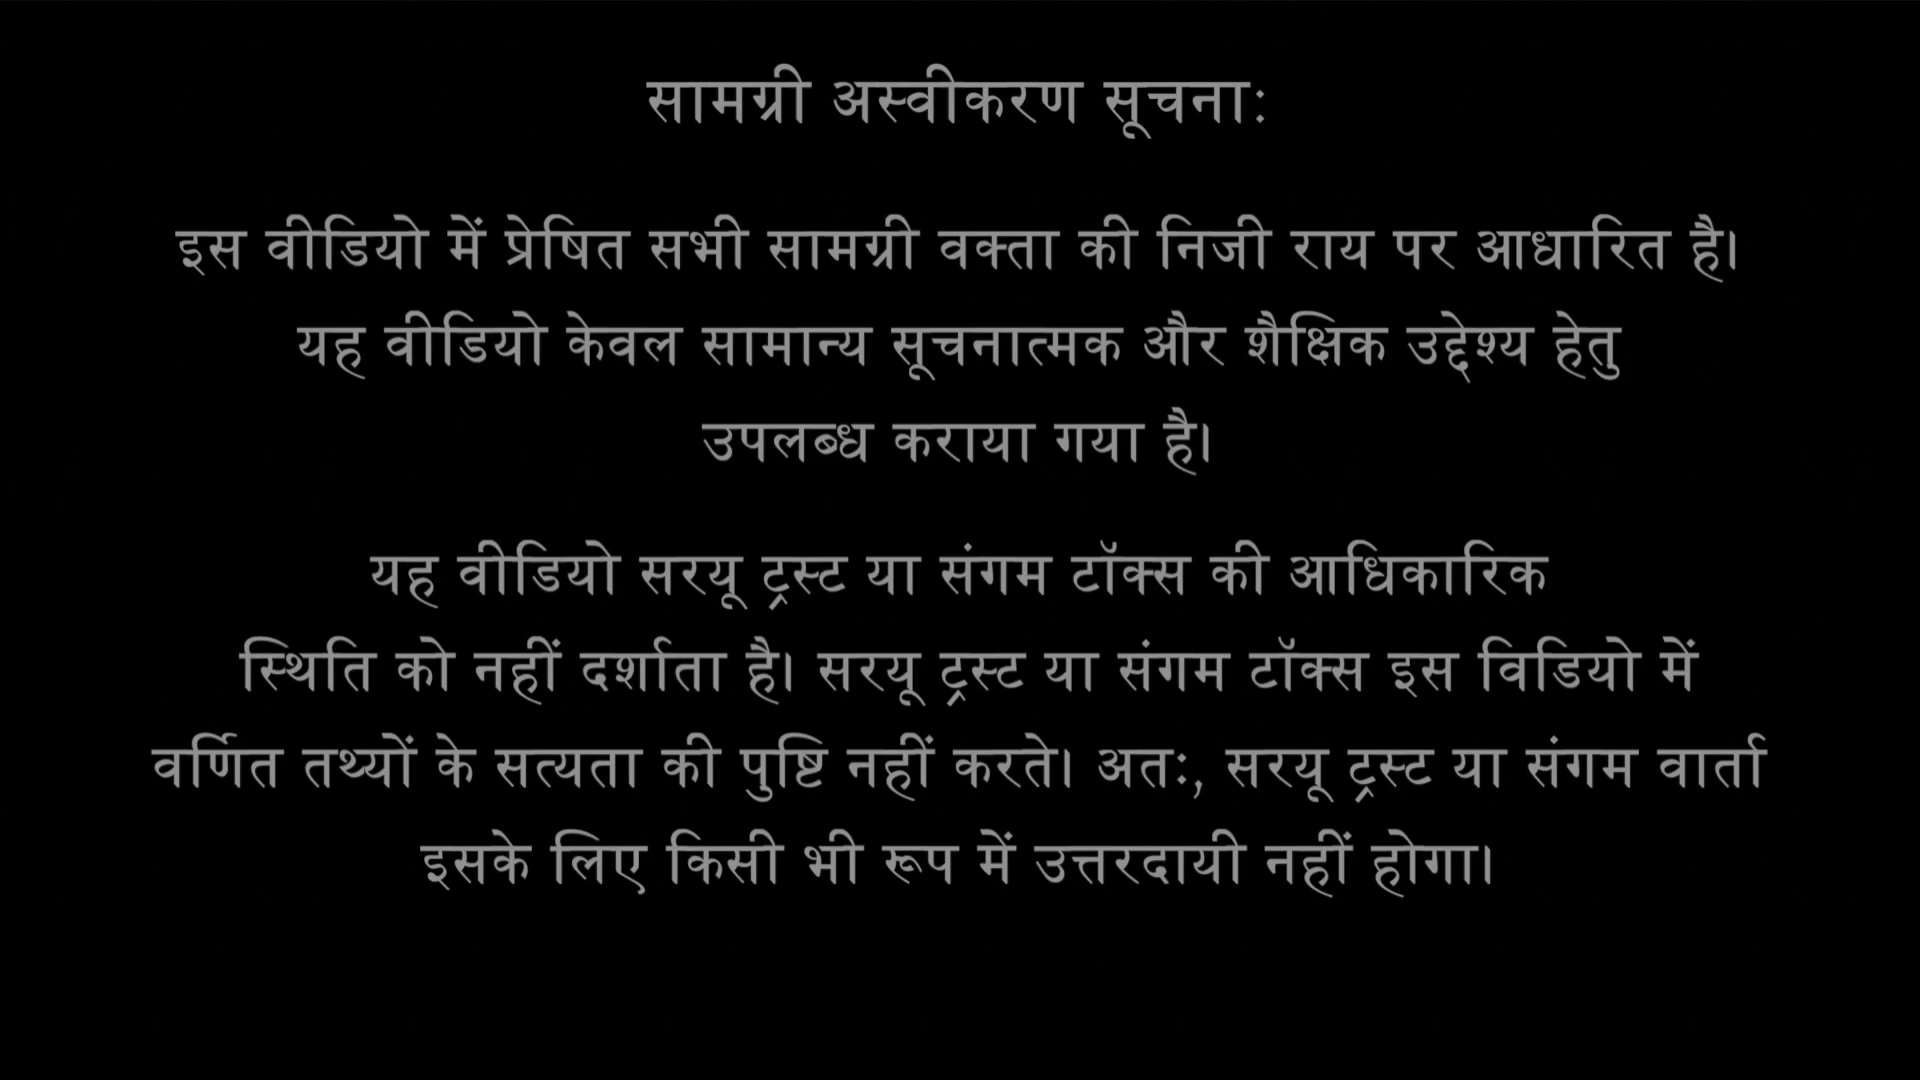 सामग्री अस्वीकरण सूचनाः
इस वीडियो में प्रेषित सभी सामग्री वक्ता की निजी राय पर आधारित है।
यह वीडियो केवल सामान्य सूचनात्मक और शैक्षिक उद्देश्य हेतु
उपलब्ध कराया गया है।
यह वीडियो सरयू ट्रस्ट या संगम टॉक्स की आधिकारिक
स्थिति को नहीं दर्शाता है। सरयू ट्रस्ट या संगम टॉक्स इस विडियो में
वर्णित तथ्यों के सत्यता की पुष्टि नहीं करते। अतः, सरयू ट्रस्ट या संगम वार्ता
इसके लिए किसी भी रूप में उत्तरदायी नहीं होगा।